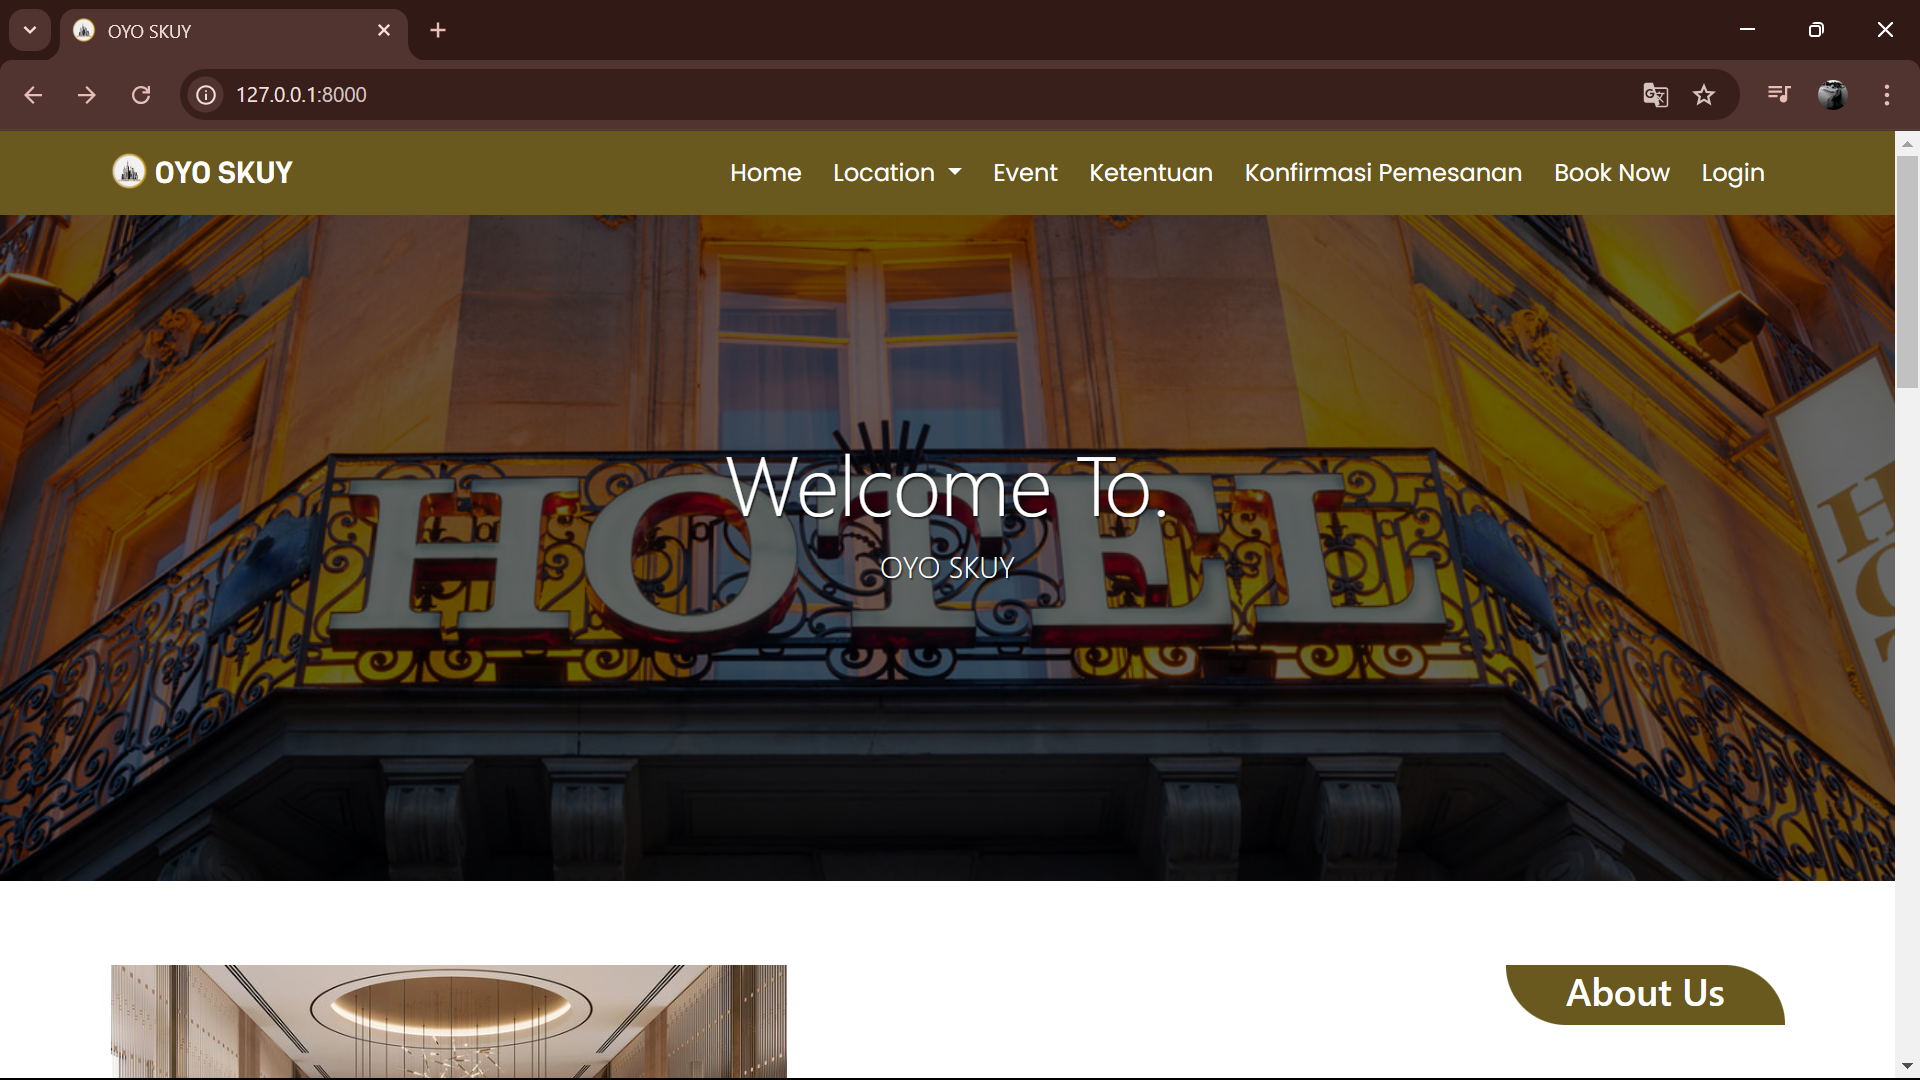 OYO SKUY
127.0.0.1:8000
OYO SKUY
Home Location Event Ketentuan Konfirmasi Pemesanan Book Now Login
HOTEL
Welcome To.
OYO SKUY
About Us